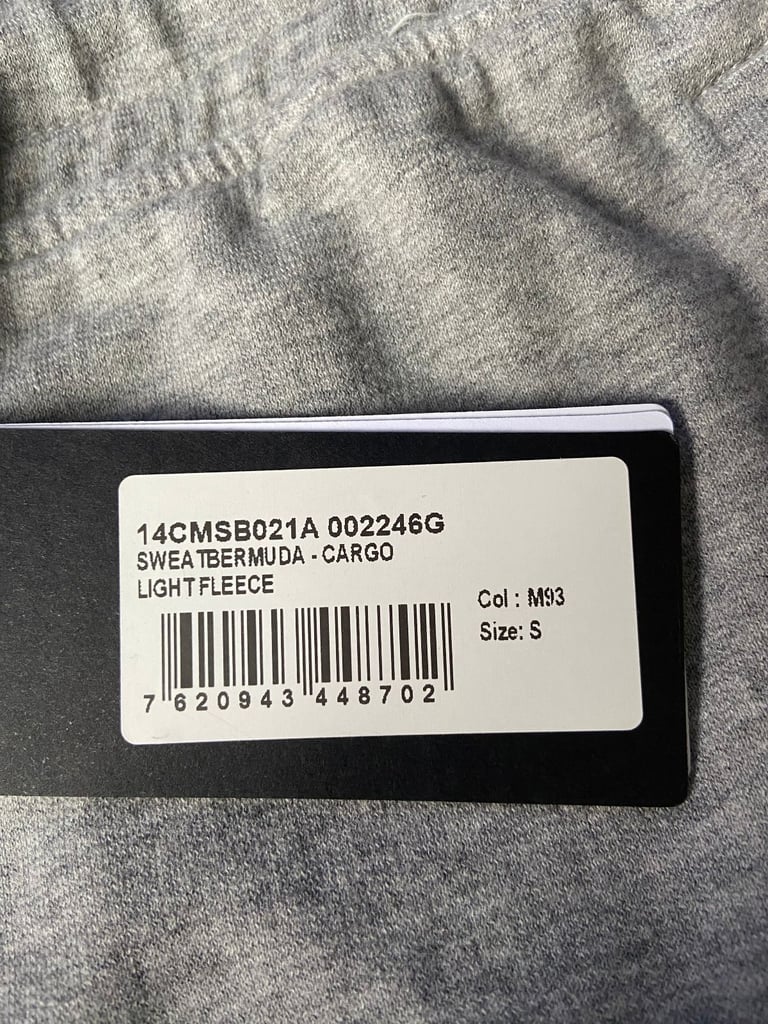 14CMSB021A 002246G
SWEATBERMUDA - CARGO
LIGHT FLEECE
Col : M93
Size: S
7 620943 448702